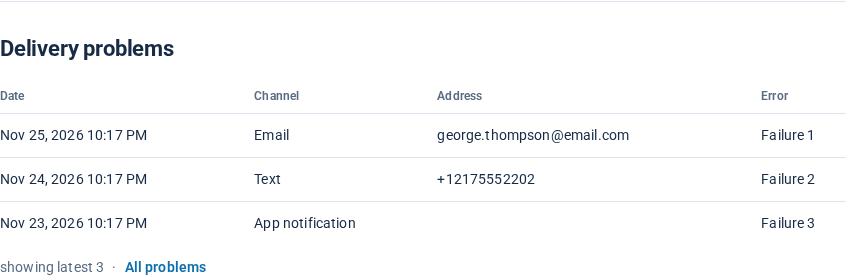 Delivery problems
Date Channel Address Error
Nov 25, 2026 10:17 PM Email george.thompson@email.com Failure 1
Nov 24, 2026 10:17 PM Text +12175552202 Failure 2
Nov 23, 2026 10:17 PM App notification Failure 3
showing latest 3 · All problems